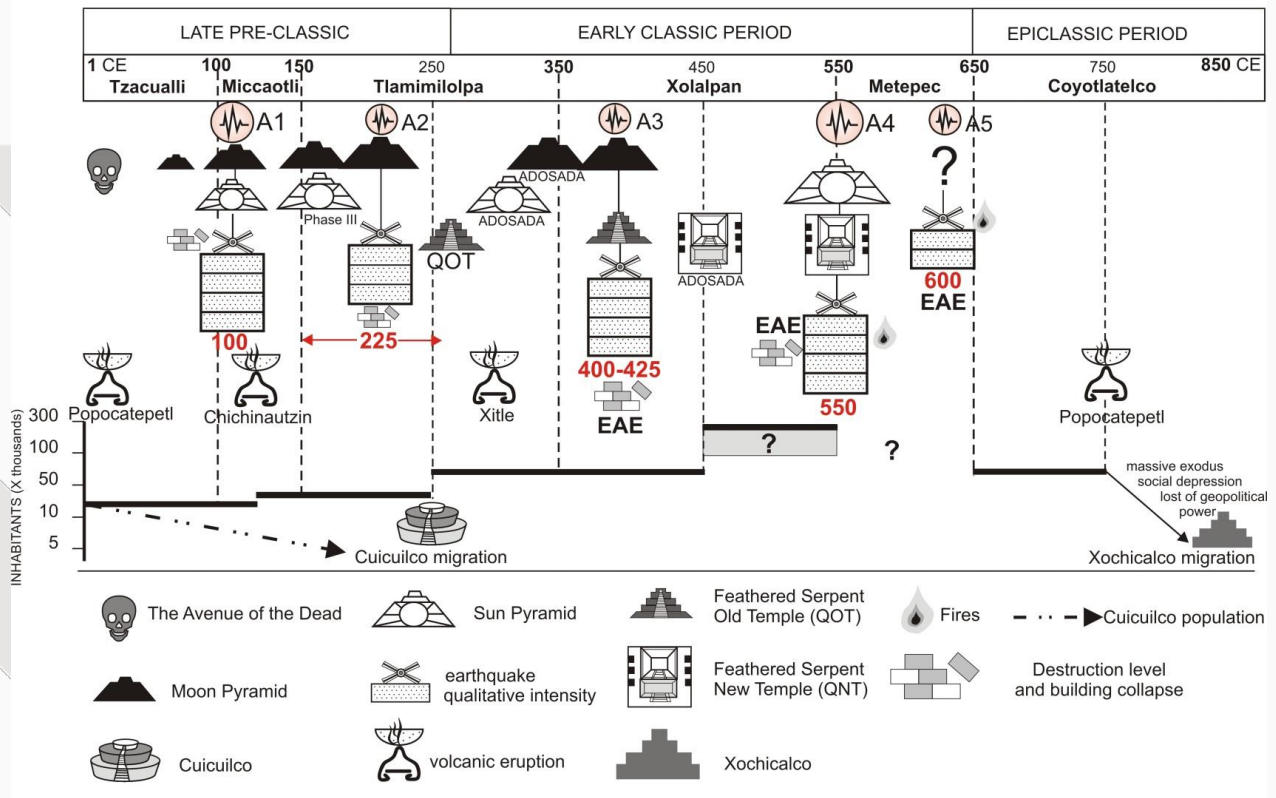 LATE PRE-CLASSIC
EARLY CLASSIC PERIOD
EPICLASSIC PERIOD
1 CE 100 150 250 350 450 550 650 750 850 CE
Tzacualli Miccaotli Tlamimilolpa Xolalpan Metepec Coyotlatelco
A1
A2
A3
A4
A5
?
ADOSADA
Phase III
ADOSADA
QOT
ADOSADA
100
225
400-425
EAE
EAE
550
600
EAE
Popocatepetl
Chichinautzin
Xitle
Popocatepetl
INHABITANTS (X thousands)
300
100
50
10
5
?
?
Cuicuilco migration
massive exodus
social depression
lost of geopolitical
power
Xochicalco migration
The Avenue of the Dead
Sun Pyramid
Feathered Serpent
Old Temple (QOT)
Fires
Cuicuilco population
Moon Pyramid
earthquake
qualitative intensity
Feathered Serpent
New Temple (QNT)
Destruction level
and building collapse
Cuicuilco
volcanic eruption
Xochicalco